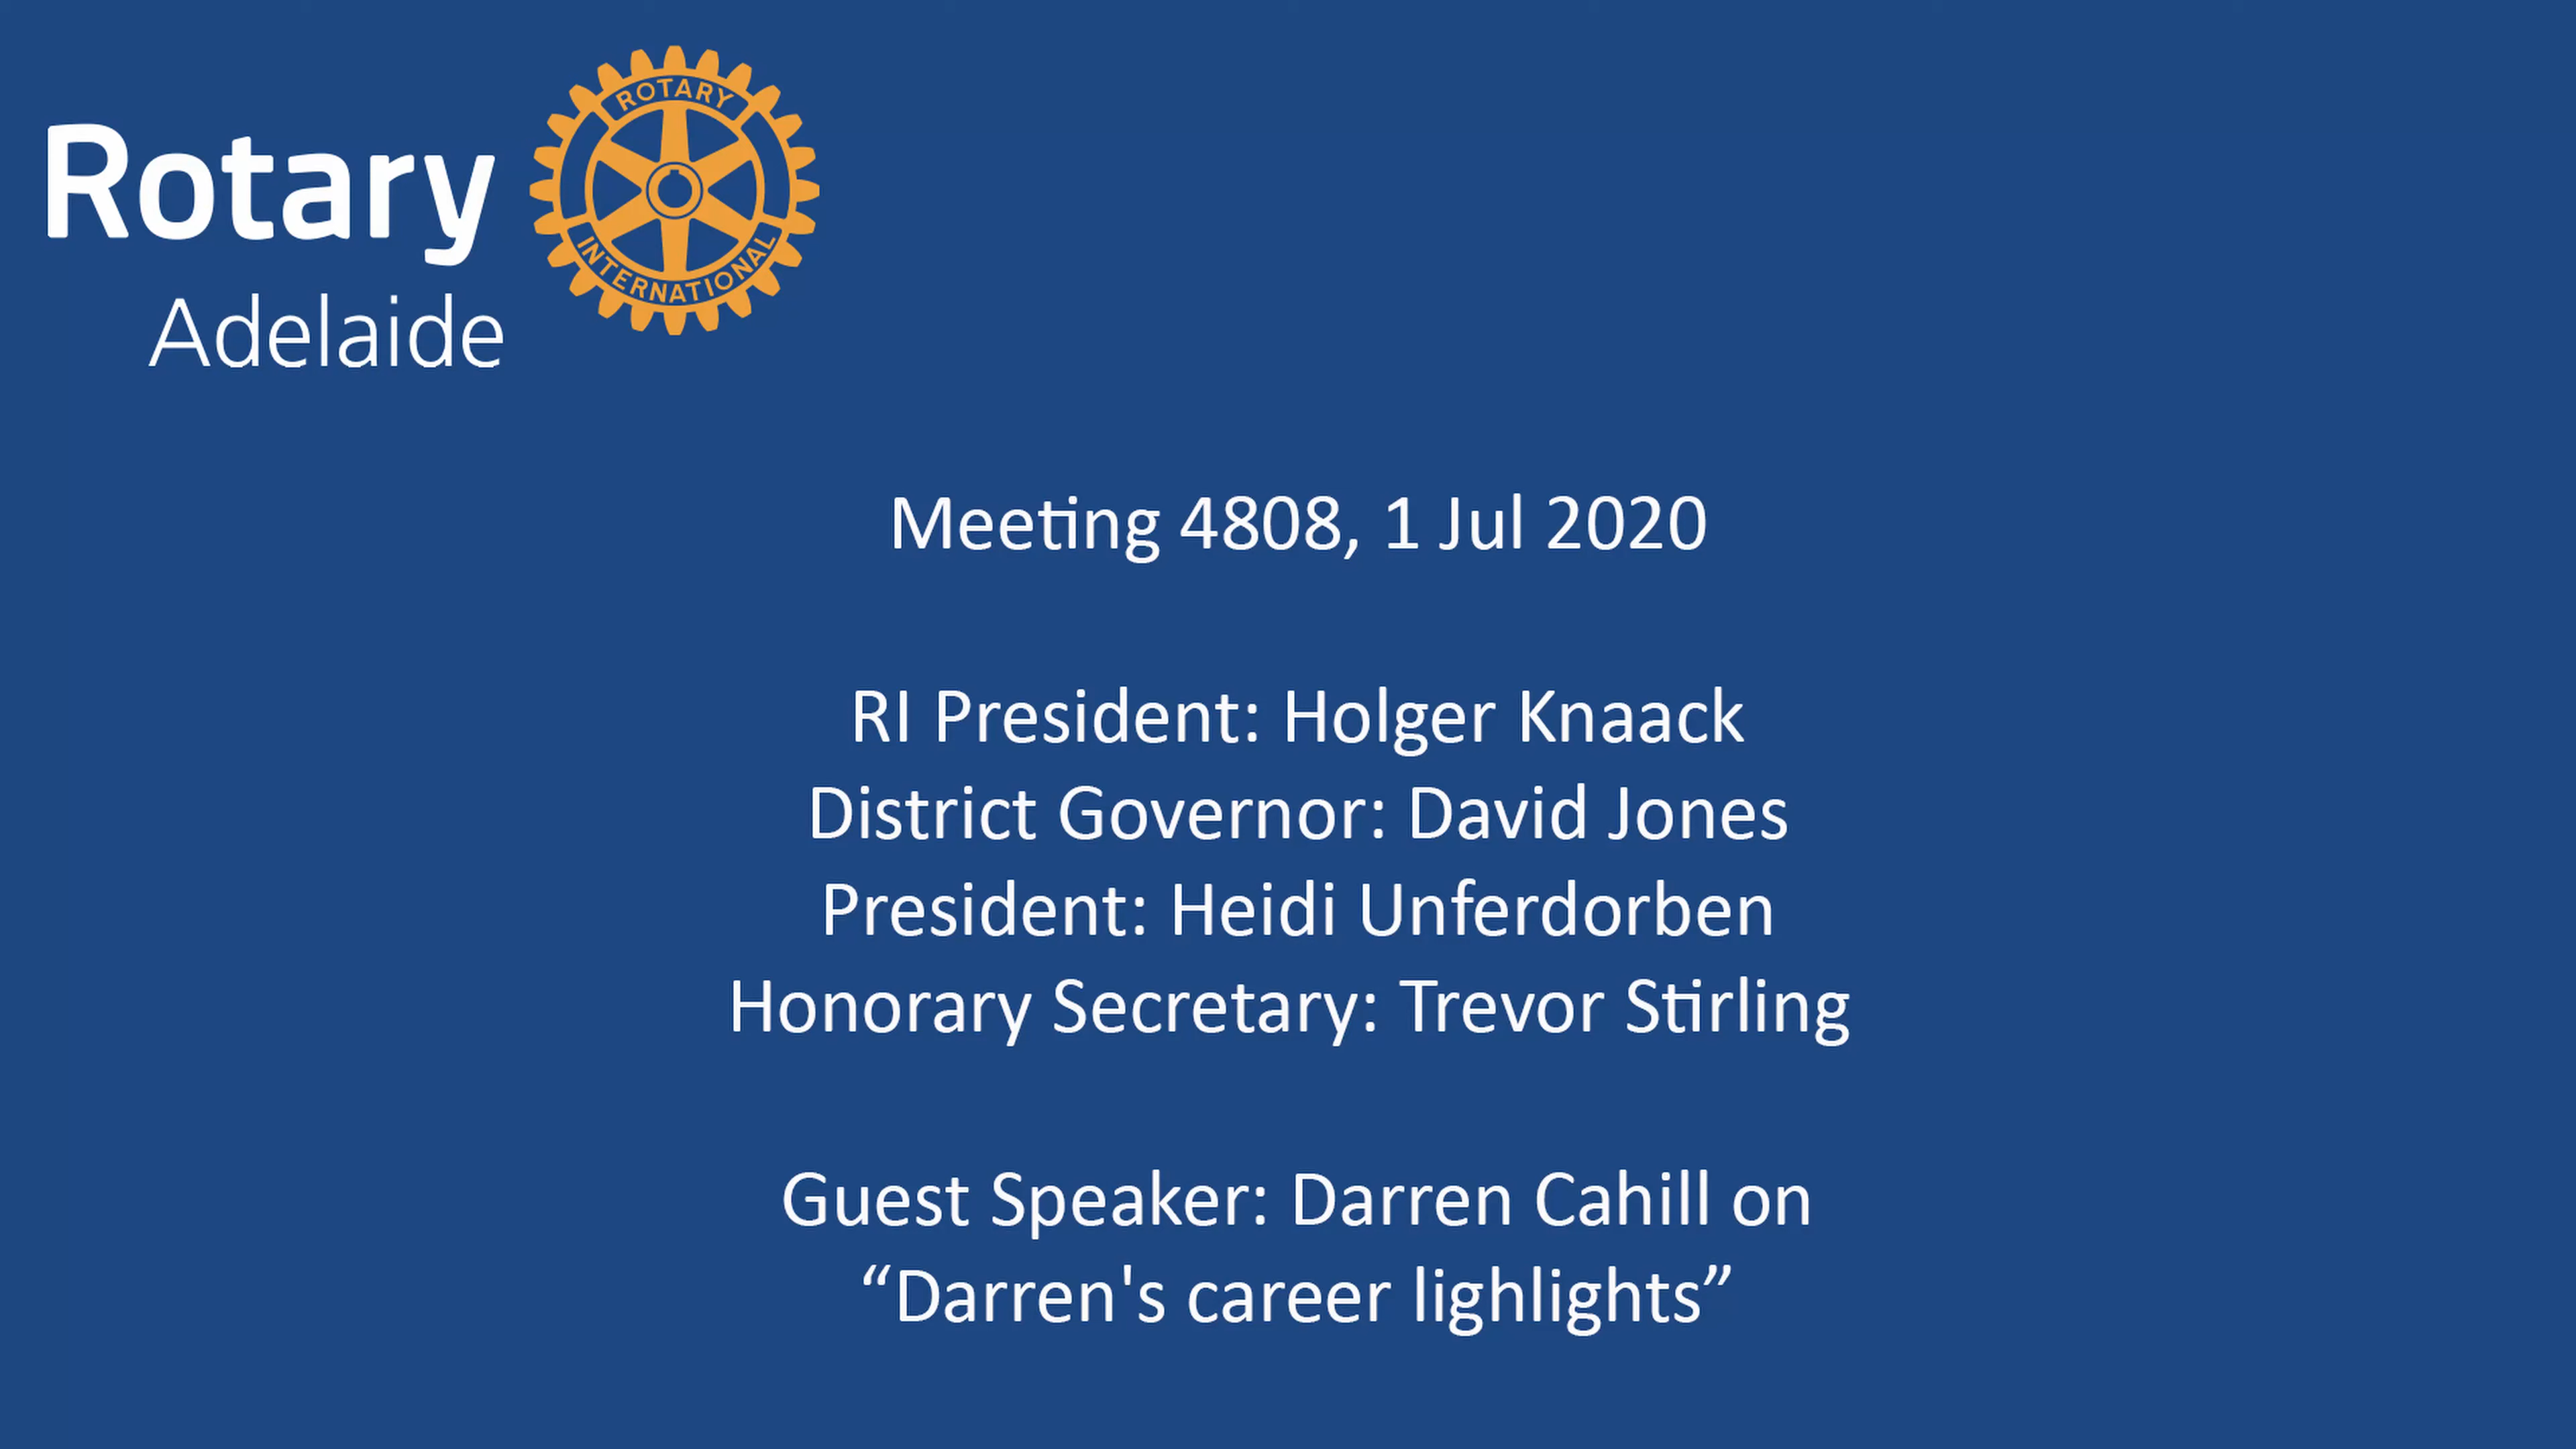 Rotary
ROTARY
INTERNATIONAL
Adelaide
Meeting 4808, 1 Jul 2020
RI President: Holger Knaack
District Governor: David Jones
President: Heidi Unferdorben
Honorary Secretary: Trevor Stirling
Guest Speaker: Darren Cahill on
“Darren's career lighlights”